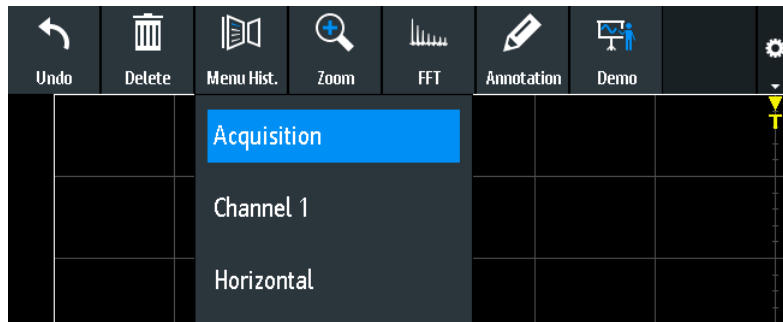 Undo Delete Menu Hist. Zoom FFT Annotation Demo
T
Acquisition
Channel 1
Horizontal